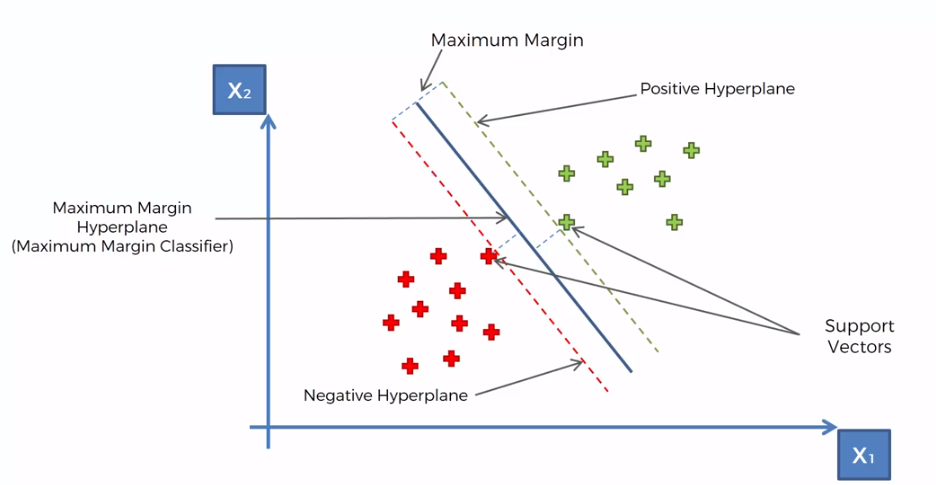 Maximum Margin
X₂
Positive Hyperplane
Maximum Margin
Hyperplane
(Maximum Margin Classifier)
Support
Vectors
Negative Hyperplane
X₁